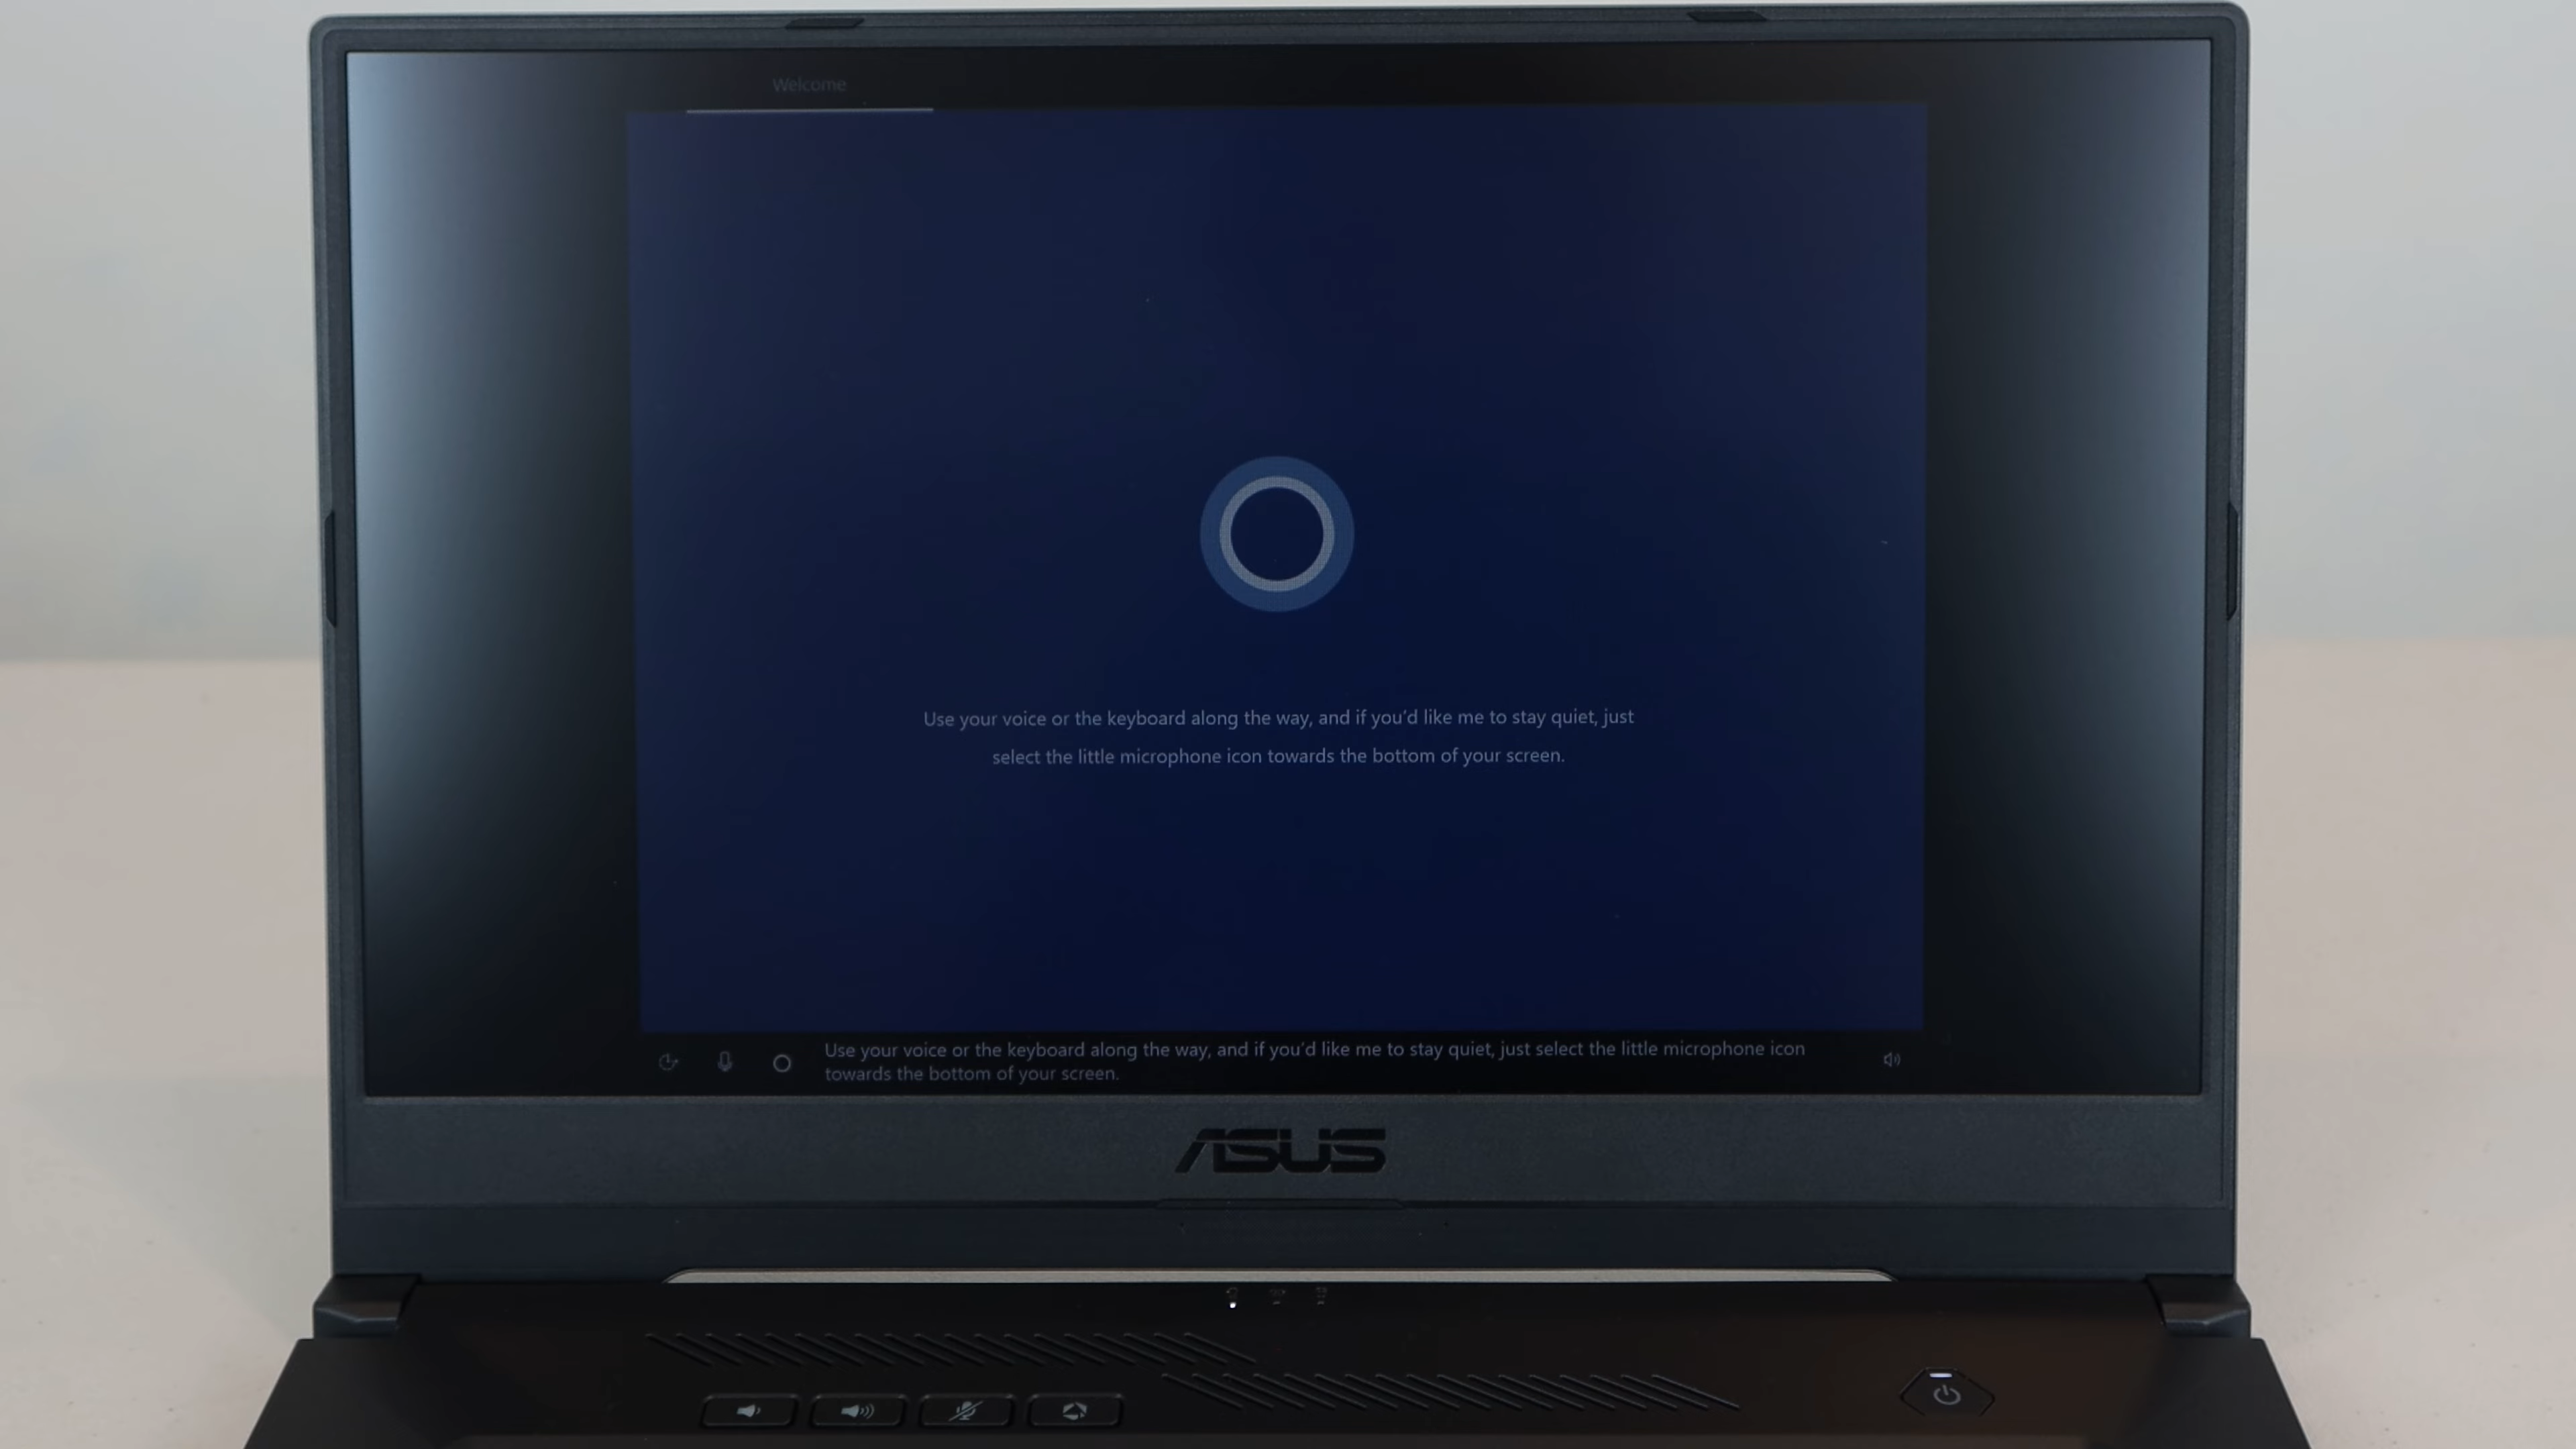 Welcome
Use your voice or the keyboard along the way, and if you'd like me to stay quiet, just
select the little microphone icon towards the bottom of your screen.
Use your voice or the keyboard along the way, and if you'd like me to stay quiet, just select the little microphone icon
towards the bottom of your screen.
ASUS